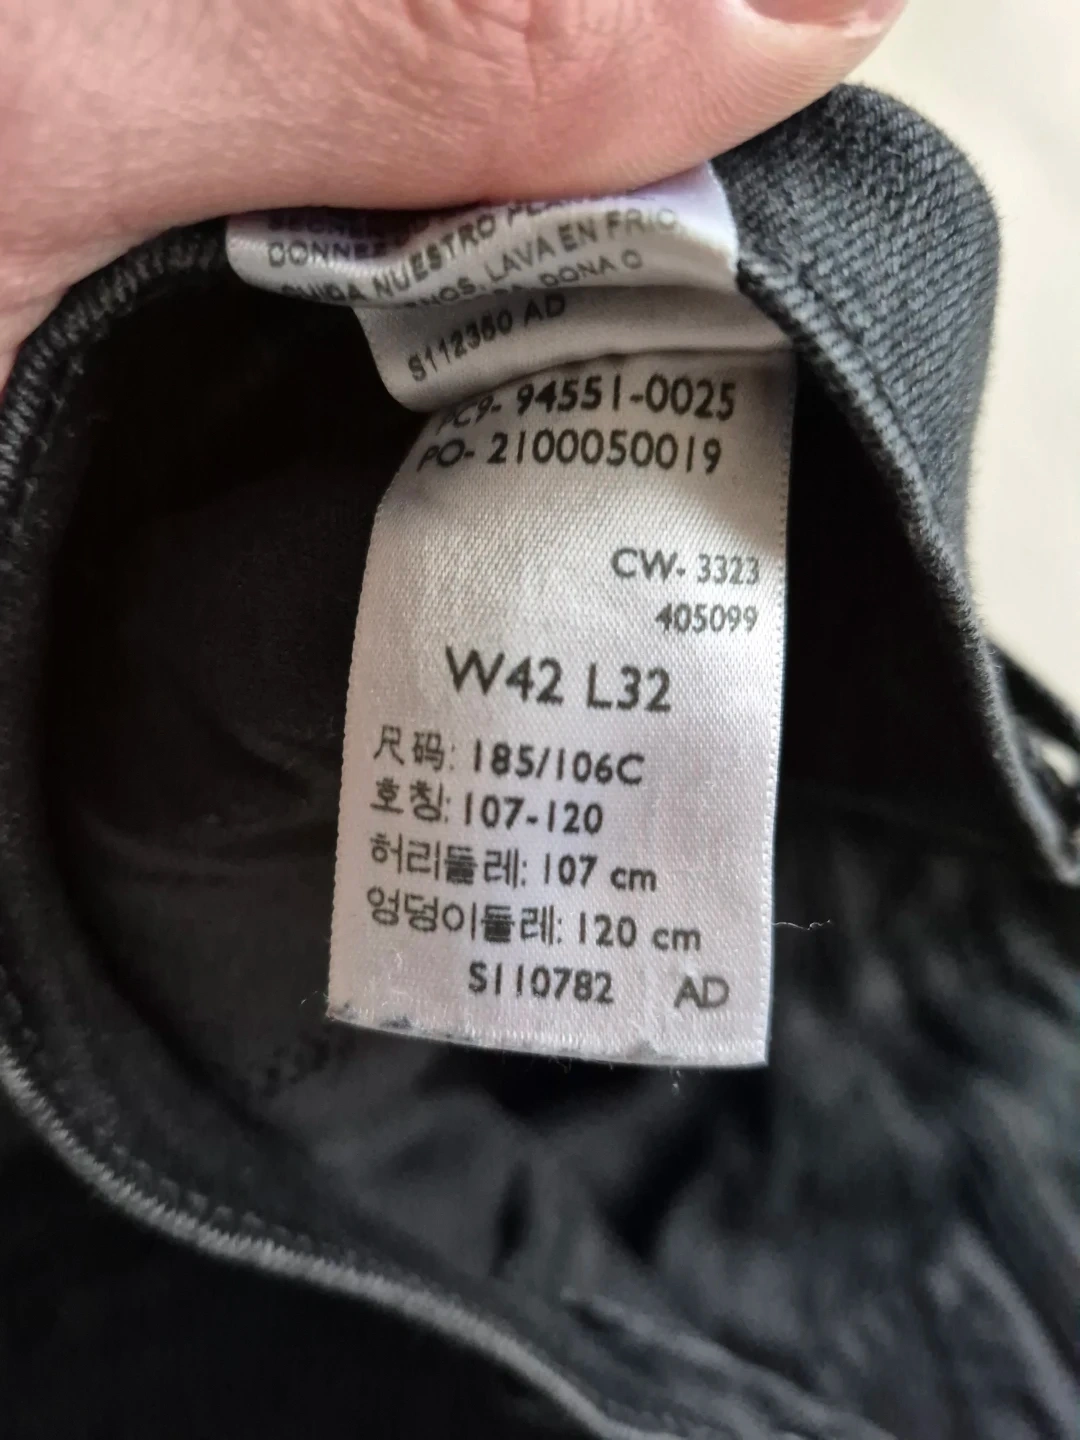 DONNE
NUESTRO
LAVA EN FRIO
DONA O
S112360 AD
PC9- 94551-0025
PO- 2100050019
CW- 3323
405099
W42 L32
尺码: 185/106C
호칭: 107-120
허리둘레: 107 cm
엉덩이둘레: 120 cm
S110782 AD